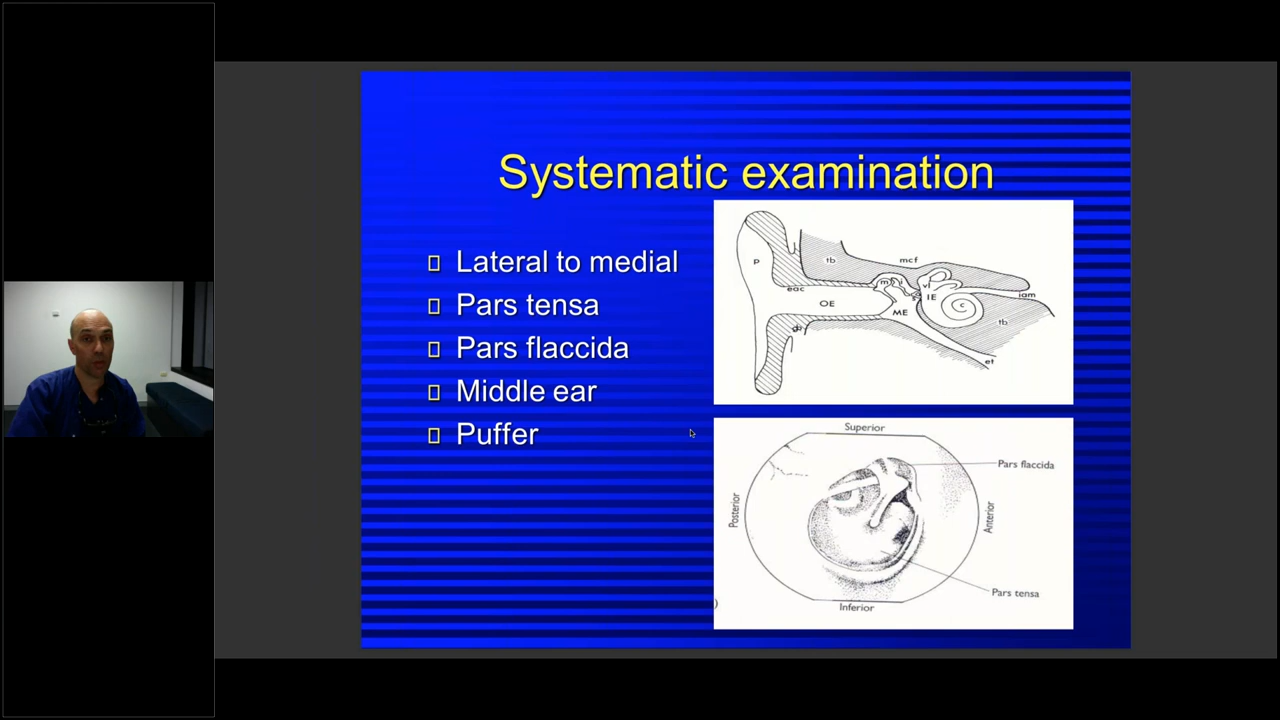 Systematic examination
Lateral to medial
Pars tensa
Pars flaccida
Middle ear
Puffer
p
tb
mcf
eac
OE
m
i
s
vl
IE
c
iam
ME
tb
et
Superior
Pars flaccida
Posterior
Anterior
Pars tensa
Inferior
)